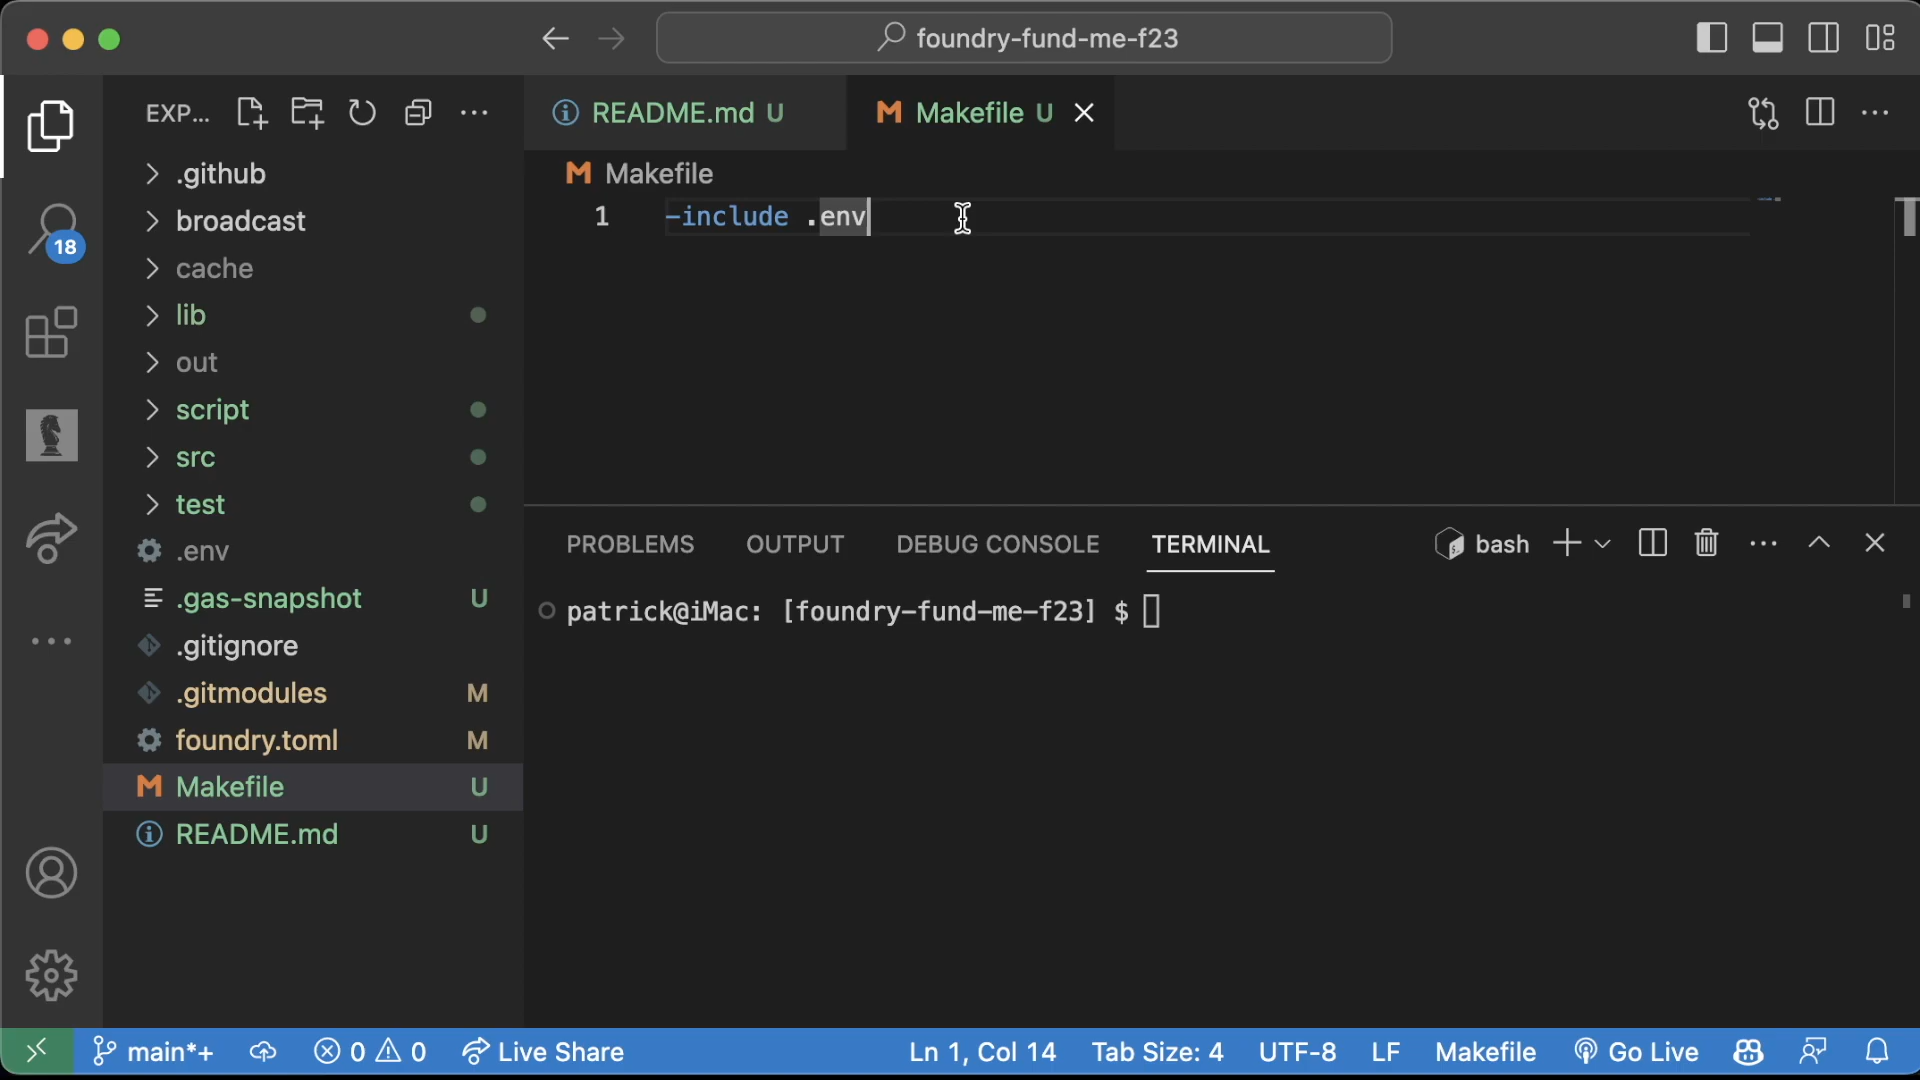 foundry-fund-me-f23
EXP...
README.md U
Makefile U
Makefile
1 -include .env
18
.github
broadcast
cache
lib
out
script
src
test
.env
.gas-snapshot U
.gitignore
.gitmodules M
foundry.toml M
Makefile U
README.md U
PROBLEMS OUTPUT DEBUG CONSOLE TERMINAL
bash
patrick@iMac: [foundry-fund-me-f23] $
main*+ 0 0 Live Share Ln 1, Col 14 Tab Size: 4 UTF-8 LF Makefile Go Live